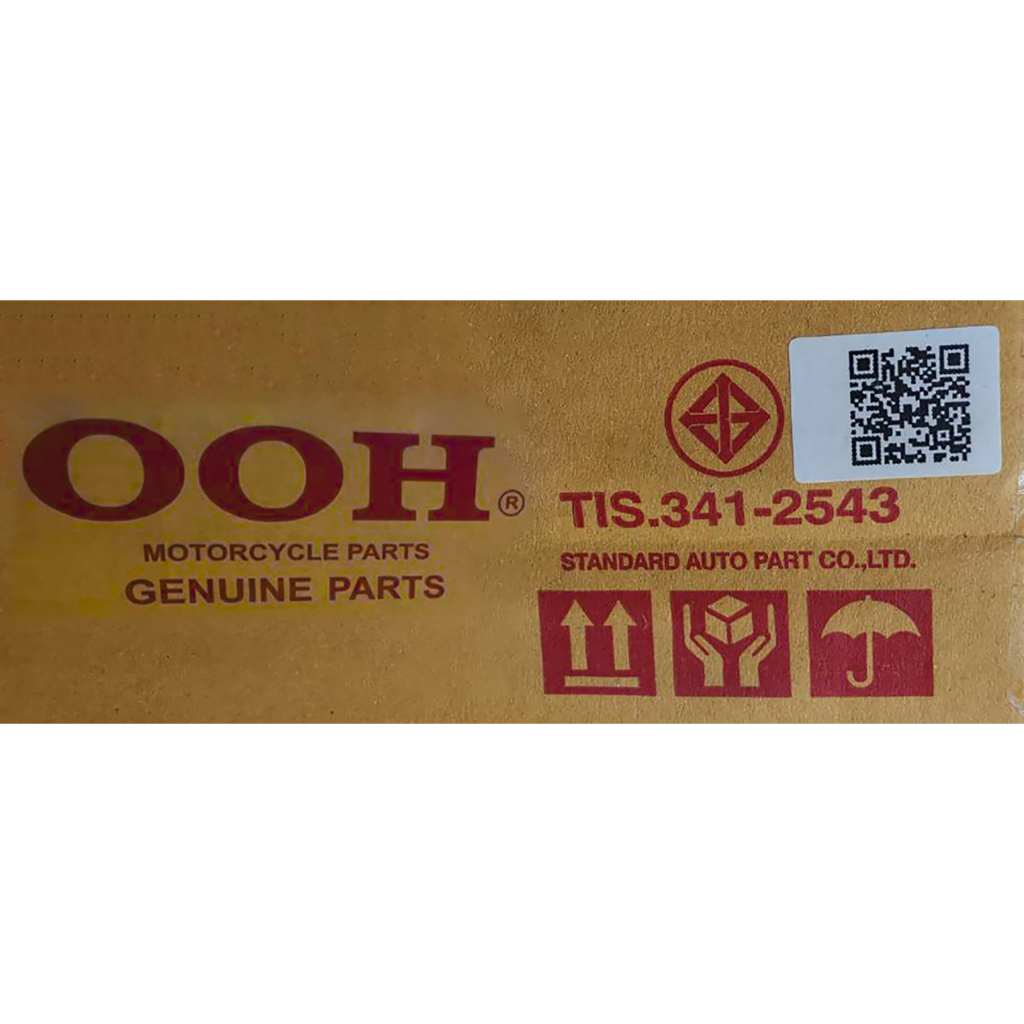 OOH®
MOTORCYCLE PARTS
GENUINE PARTS
TIS.341-2543
STANDARD AUTO PART CO.,LTD.